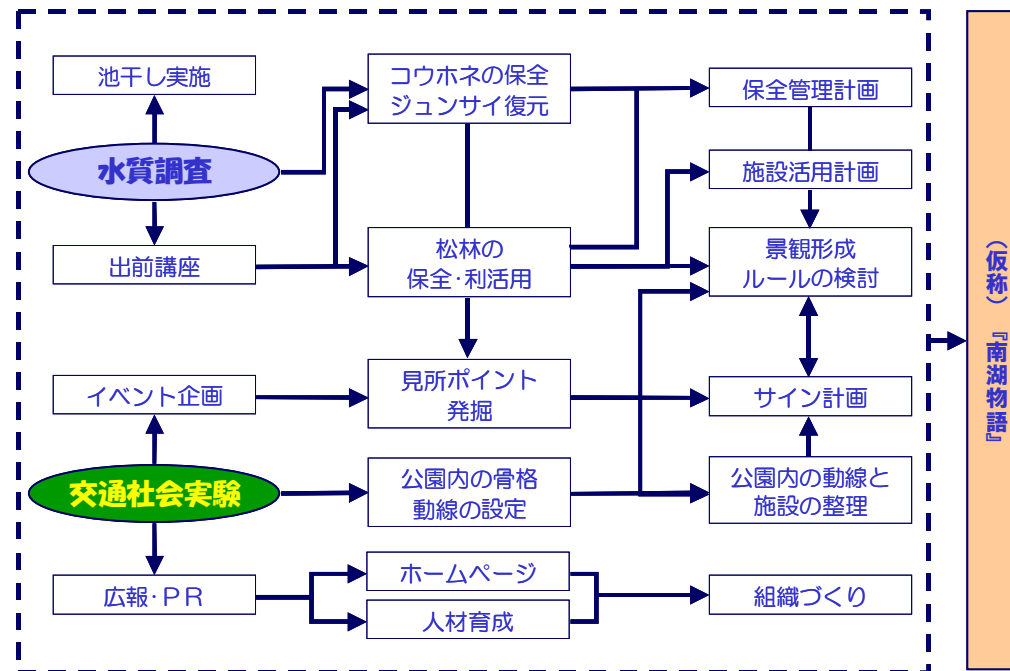 池干し実施
水質調査
出前講座
イベント企画
交通社会実験
広報・ＰＲ
コウホネの保全
ジュンサイ復元
松林の
保全・利活用
見所ポイント
発掘
公園内の骨格
動線の設定
ホームページ
人材育成
保全管理計画
施設活用計画
景観形成
ルールの検討
サイン計画
公園内の動線と
施設の整理
組織づくり
（仮称）『南湖物語』